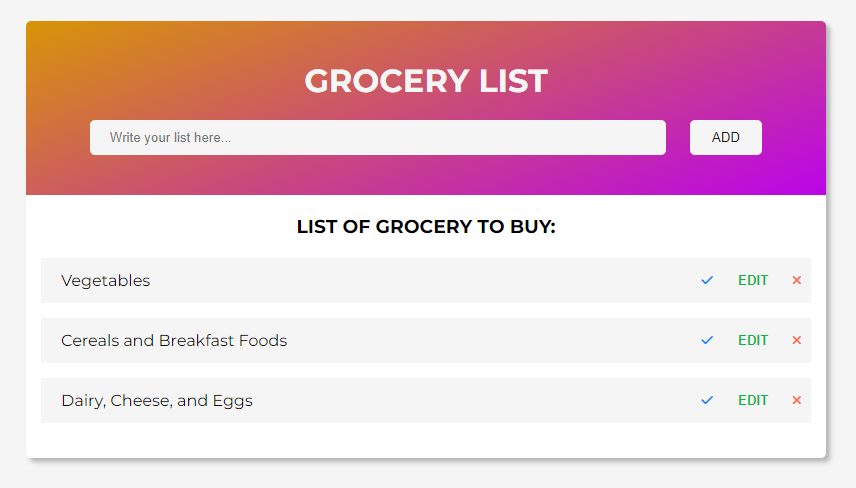 GROCERY LIST
Write your list here...
ADD
LIST OF GROCERY TO BUY:
Vegetables EDIT
Cereals and Breakfast Foods EDIT
Dairy, Cheese, and Eggs EDIT